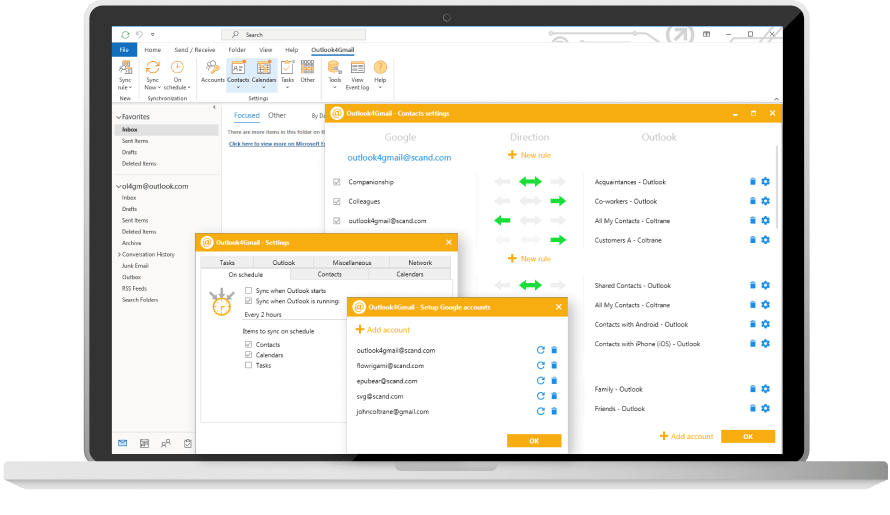 Search
File Home Send / Receive Folder View Help Outlook4Gmail
Sync rule Sync Now On schedule Accounts Contacts Calendars Tasks Other Tools View Event log Help
New Synchronization Settings
Favorites
Inbox
Sent Items
Drafts
Deleted Items
ol4gm@outlook.com
Inbox
Drafts
Sent Items
Deleted Items
Archive
Conversation History
Junk Email
Outbox
RSS Feeds
Search Folders
Focused Other By Da
There are more items in this folder on th
Click here to view more on Microsoft E
@ Outlook4Gmail - Contacts settings
Google Direction Outlook
outlook4gmail@scand.com
New rule
Companionship Acquaintances - Outlook
Colleagues Co-workers - Outlook
outlook4gmail@scand.com All My Contacts - Coltrane
Customers A - Coltrane
New rule
Shared Contacts - Outlook
All My Contacts - Coltrane
Contacts with Android - Outlook
Contacts with iPhone (iOS) - Outlook
Family - Outlook
Friends - Outlook
Add account OK
@ Outlook4Gmail - Settings
Tasks Outlook Miscellaneous Network
On schedule Contacts Calendars
Sync when Outlook starts
Sync when Outlook is running:
Every 2 hours
Items to sync on schedule
Contacts
Calendars
Tasks
@ Outlook4Gmail - Setup Google accounts
Add account
outlook4gmail@scand.com
flowrigami@scand.com
epubear@scand.com
svg@scand.com
johncoltrane@gmail.com
OK